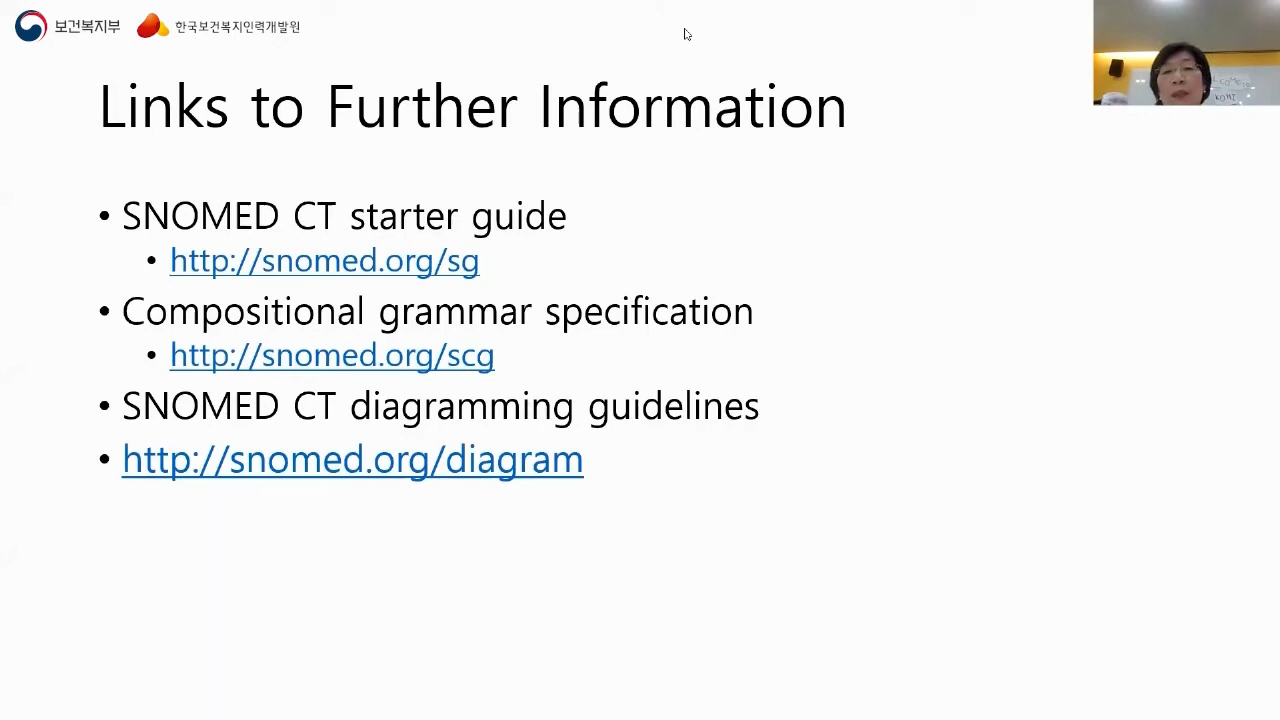 보건복지부 한국보건복지인력개발원
Links to Further Information
• SNOMED CT starter guide
• http://snomed.org/sg
• Compositional grammar specification
• http://snomed.org/scg
• SNOMED CT diagramming guidelines
• http://snomed.org/diagram